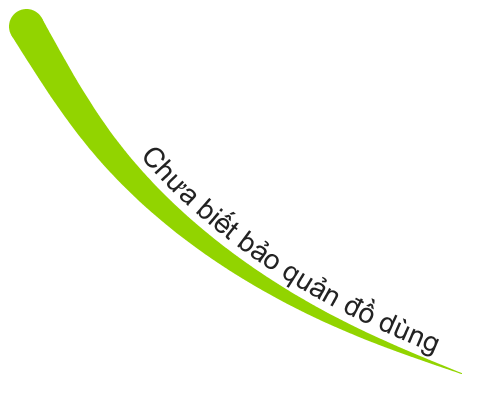 Chưa biết bảo quản đồ dùng